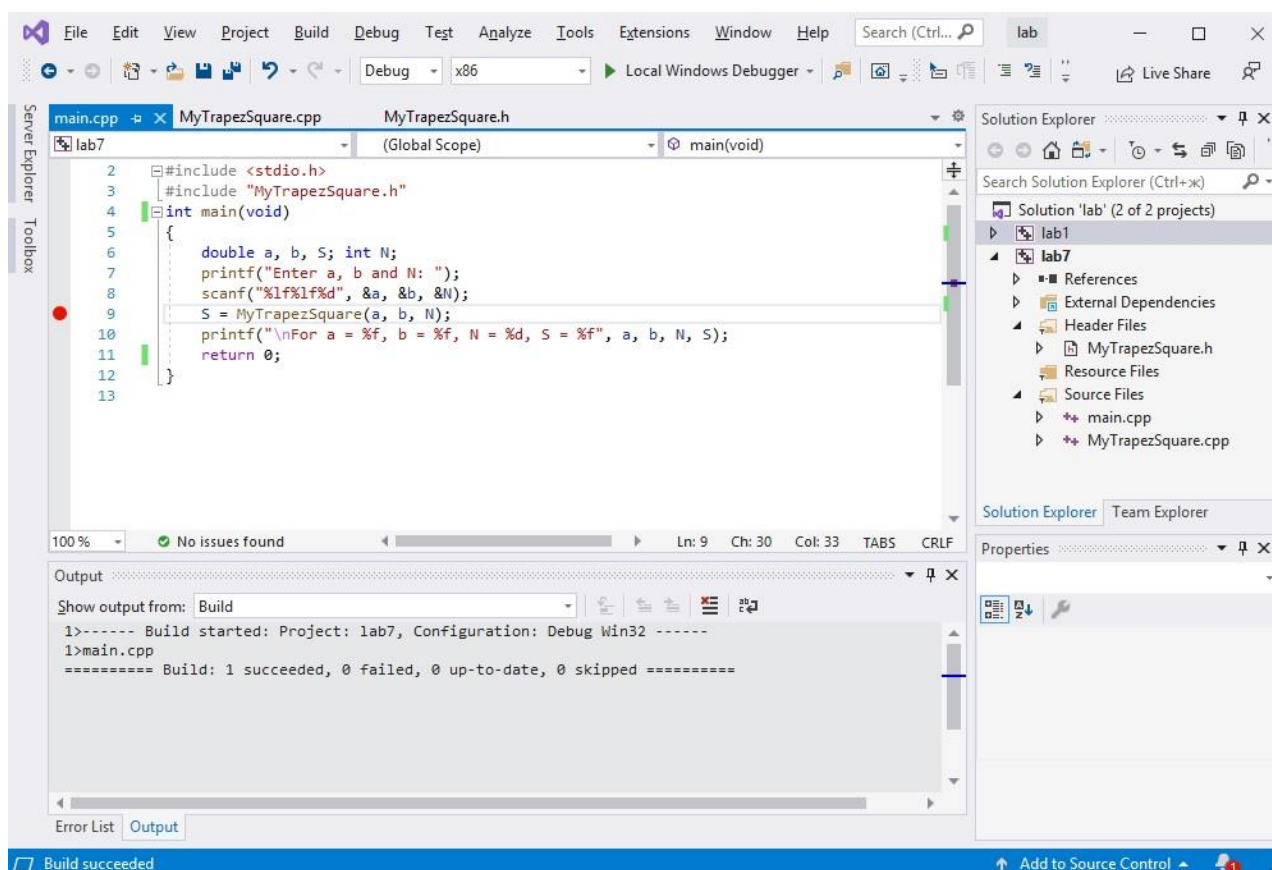 File Edit View Project Build Debug Test Analyze Tools Extensions Window Help Search (Ctrl... lab
Debug x86 Local Windows Debugger Live Share
Server Explorer
Toolbox
main.cpp MyTrapezSquare.cpp MyTrapezSquare.h
lab7 (Global Scope) main(void)
2 #include <stdio.h>
3 #include "MyTrapezSquare.h"
4 int main(void)
5 {
6 double a, b, S; int N;
7 printf("Enter a, b and N: ");
8 scanf("%lf%lf%d", &a, &b, &N);
9 S = MyTrapezSquare(a, b, N);
10 printf("\nFor a = %f, b = %f, N = %d, S = %f", a, b, N, S);
11 return 0;
12 }
13
100 % No issues found Ln: 9 Ch: 30 Col: 33 TABS CRLF
Output
Show output from: Build
1>------ Build started: Project: lab7, Configuration: Debug Win32 ------
1>main.cpp
========== Build: 1 succeeded, 0 failed, 0 up-to-date, 0 skipped ==========
Error List Output
Solution Explorer
Search Solution Explorer (Ctrl+ж)
Solution 'lab' (2 of 2 projects)
lab1
lab7
References
External Dependencies
Header Files
MyTrapezSquare.h
Resource Files
Source Files
main.cpp
MyTrapezSquare.cpp
Solution Explorer Team Explorer
Properties
Build succeeded Add to Source Control 1